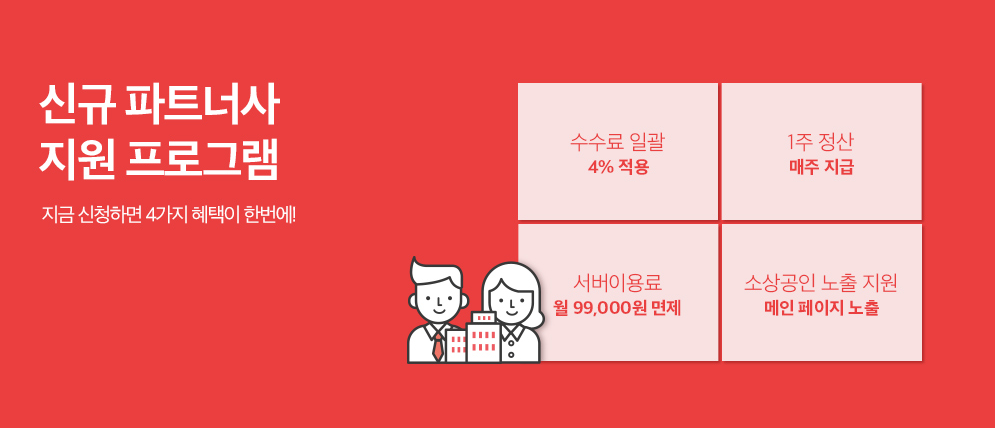 신규 파트너사
지원 프로그램
지금 신청하면 4가지 혜택이 한번에!
수수료 일괄
4% 적용
1주 정산
매주 지급
서버이용료
월 99,000원 면제
소상공인 노출 지원
메인 페이지 노출